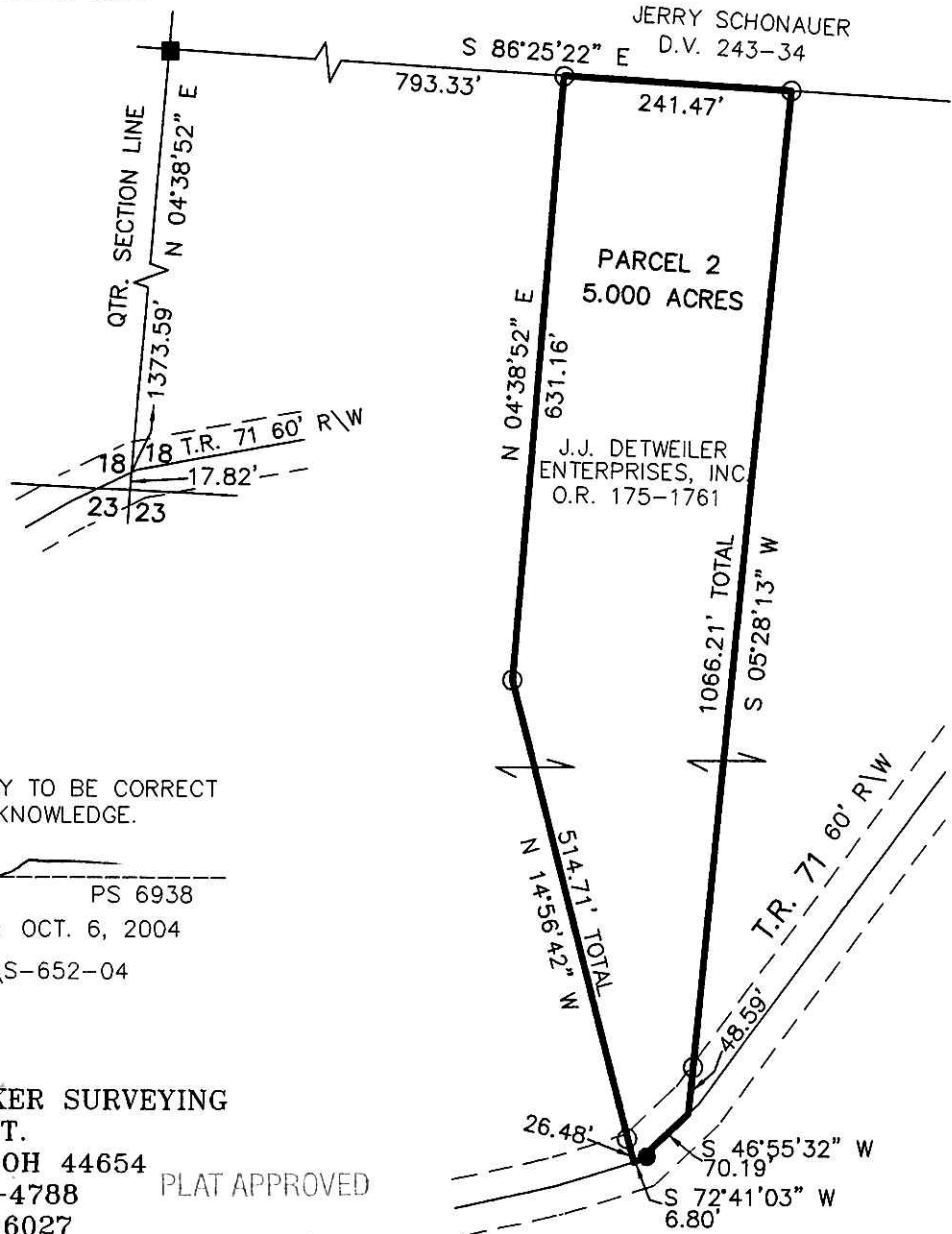 JERRY SCHONAUER
D.V. 243-34
S 86°25'22" E
793.33'
241.47'
QTR. SECTION LINE
N 04°38'52" E
1373.59'
18 18
T.R. 71 60' R\W
17.82'
23 23
PARCEL 2
5.000 ACRES
N 04°38'52" E
631.16'
J.J. DETWEILER
ENTERPRISES, INC.
O.R. 175-1761
1066.21' TOTAL
S 05°28'13" W
514.71' TOTAL
N 14°56'42" W
T.R. 71 60' R\W
48.59'
26.48'
S 46°55'32" W
70.19'
S 72°41'03" W
6.80'
Y TO BE CORRECT
KNOWLEDGE.
PS 6938
OCT. 6, 2004
\S-652-04
KER SURVEYING
T.
OH 44654
-4788
6027
PLAT APPROVED